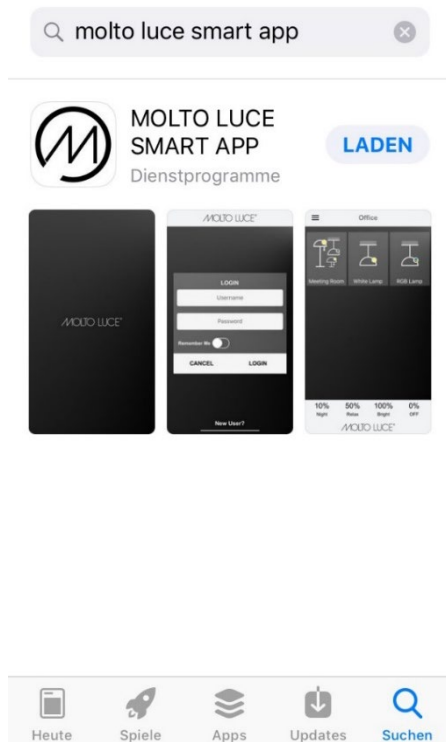 molto luce smart app
MOLTO LUCE
SMART APP
LADEN
Dienstprogramme
MOLTO LUCE®
MOLTO LUCE®
LOGIN
Username
Password
Remember Me
CANCEL LOGIN
New User?
Office
Meeting Room White Lamp RGB Lamp
10% 50% 100% 0%
Night Relax Bright OFF
MOLTO LUCE®
Heute Spiele Apps Updates Suchen